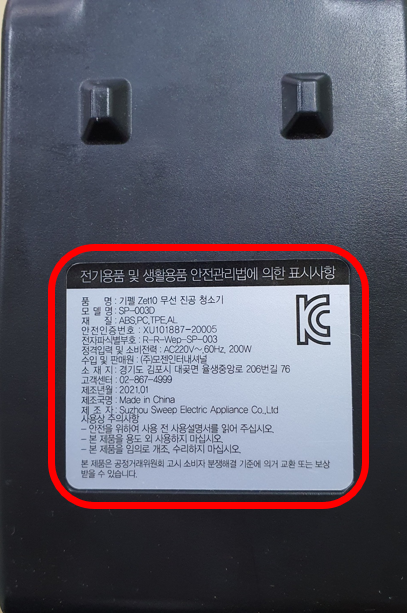 전기용품 및 생활용품 안전관리법에 의한 표시사항
품 명 : 기펠 Zet10 무선 진공 청소기
모 델 명 : SP-003D
재 질 : ABS,PC,TPE,AL
안전인증번호 : XU101887-20005
전자파식별부호 : R-R-Wep-SP-003
정격입력 및 소비전력 : AC220V~,60Hz, 200W
수입 및 판매원 : (주)모젠인터내셔널
소 재 지 : 경기도 김포시 대곶면 율생중앙로 206번길 76
고객센터 : 02-867-4999
제조년월 : 2021.01
제조국명 : Made in China
제 조 자 : Suzhou Sweep Electric Appliance Co.,Ltd
사용상 주의사항
- 안전을 위하여 사용 전 사용설명서를 읽어 주십시오.
- 본 제품을 용도 외 사용하지 마십시오.
- 본 제품을 임의로 개조, 수리하지 마십시오.
본 제품은 공정거래위원회 고시 소비자 분쟁해결 기준에 의거 교환 또는 보상
받을 수 있습니다.